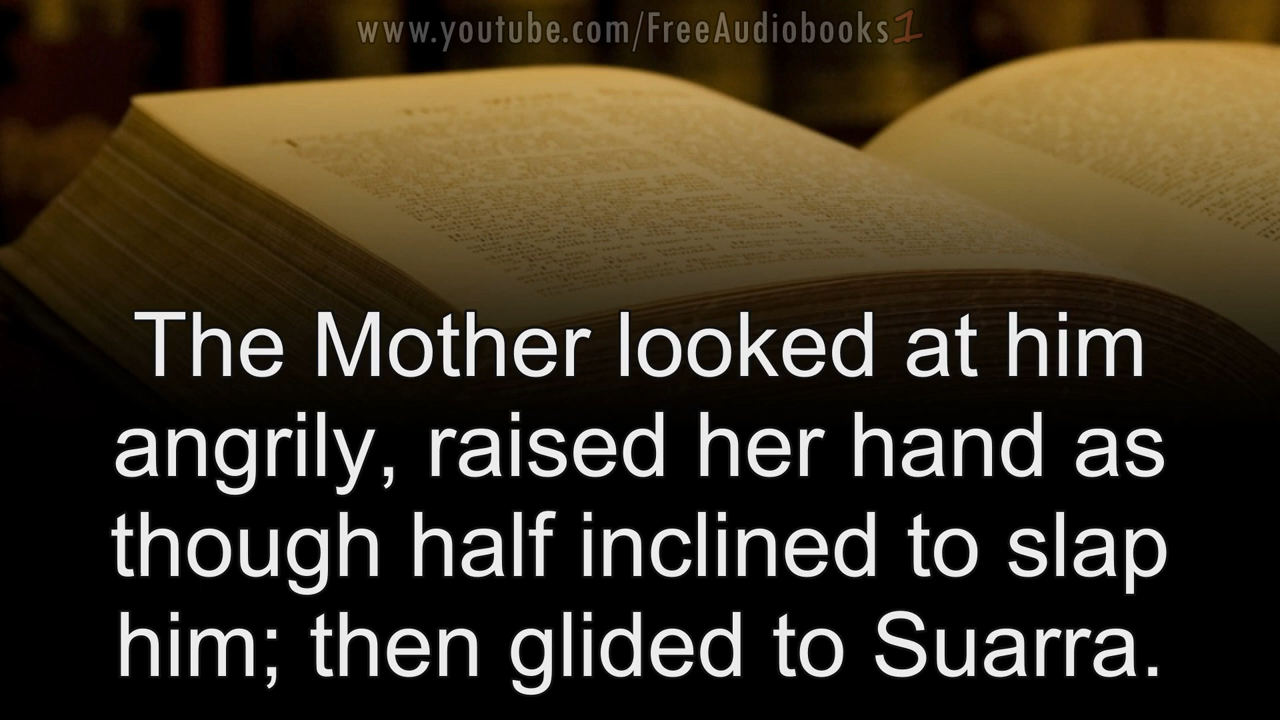 www.youtube.com/FreeAudiobooks1
The Mother looked at him
angrily, raised her hand as
though half inclined to slap
him; then glided to Suarra.